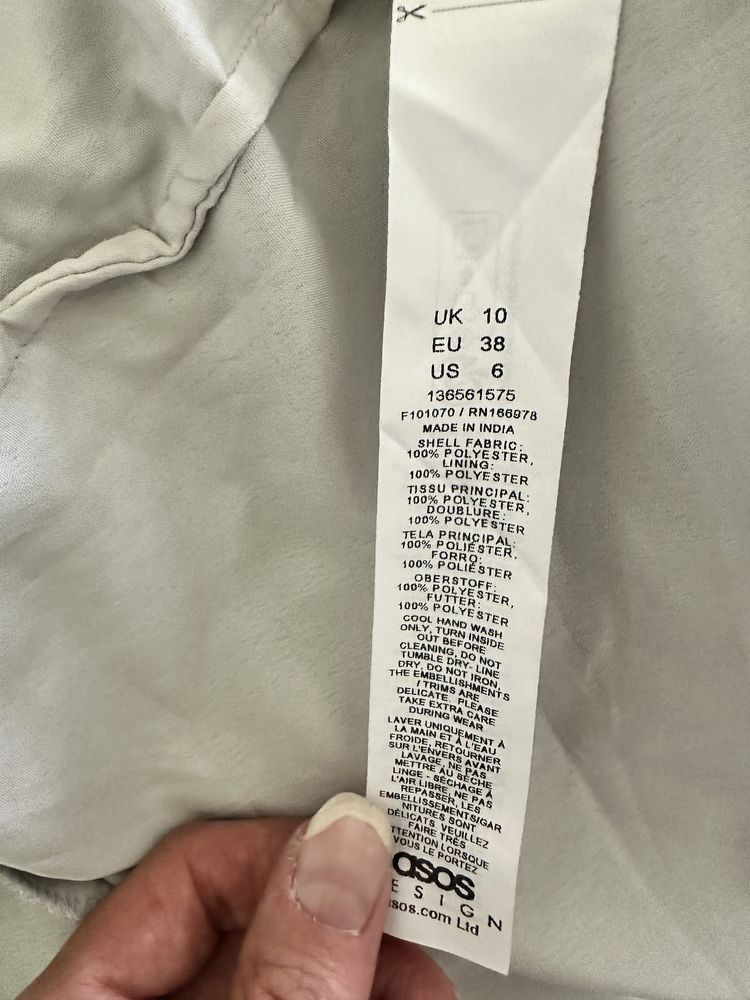 UK 10
EU 38
US 6
136561575
F101070 / RN166978
MADE IN INDIA
SHELL FABRIC:
100% POLYESTER,
LINING:
100% POLYESTER
TISSU PRINCIPAL:
100% POLYESTER,
DOUBLURE:
100% POLYESTER
TELA PRINCIPAL:
100% POLIÉSTER,
FORRO:
100% POLIÉSTER
OBERSTOFF:
100% POLYESTER,
FUTTER:
100% POLYESTER
COOL HAND WASH
ONLY, TURN INSIDE
OUT BEFORE
CLEANING, DO NOT
TUMBLE DRY- LINE
DRY, DO NOT IRON,
THE EMBELLISHMENTS
/ TRIMS ARE
DELICATE. PLEASE
TAKE EXTRA CARE
DURING WEAR
LAVER UNIQUEMENT À
LA MAIN ET À L'EAU
FROIDE, RETOURNER
SUR L'ENVERS AVANT
LAVAGE, NE PAS
METTRE AU SÈCHE
LINGE - SÉCHAGE À
L'AIR LIBRE, NE PAS
REPASSER, LES
EMBELLISSEMENTS/GAR
NITURES SONT
DÉLICATS. VEUILLEZ
FAIRE TRÈS
TTENTION LORSQUE
VOUS LE PORTEZ
asos
ESIGN
asos.com Ltd